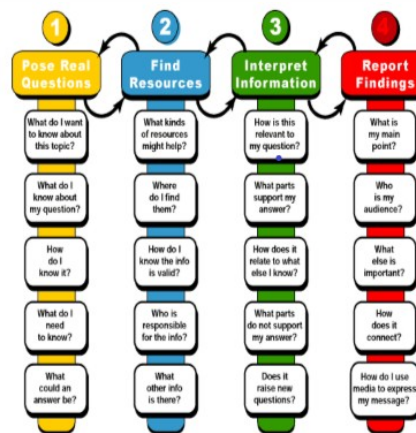 1
Pose Real
Questions
What do I want
to know about
this topic?
What do I
know about
my question?
How
do I
know it?
What do I
need
to know?
What
could an
answer be?
2
Find
Resources
What kinds
of resources
might help?
Where
do I find
them?
How do I
know the info
is valid?
Who is
responsible
for the info?
What
other info
is there?
3
Interpret
Information
How is this
relevant to
my question?
What parts
support my
answer?
How does it
relate to what
else I know?
What parts
do not support
my answer?
Does it
raise new
questions?
4
Report
Findings
What is
my main
point?
Who
is my
audience?
What
else is
important?
How
does it
connect?
How do I use
media to express
my message?